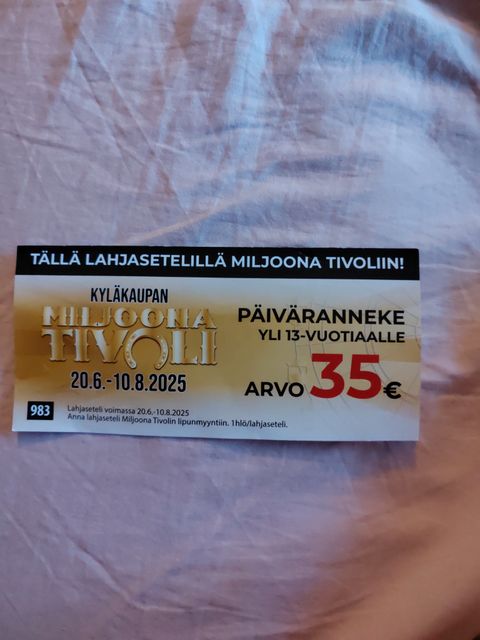 TÄLLÄ LAHJASETELILLÄ MILJOONA TIVOLIIN!
KYLÄKAUPAN
MILJOONA
TIVOLI
20.6.-10.8.2025
PÄIVÄRANNEKE
YLI 13-VUOTIAALLE
ARVO 35€
983
Lahjaseteli voimassa 20.6.-10.8.2025
Anna lahjaseteli Miljoona Tivolin lipunmyyntiin. 1hlö/lahjaseteli.